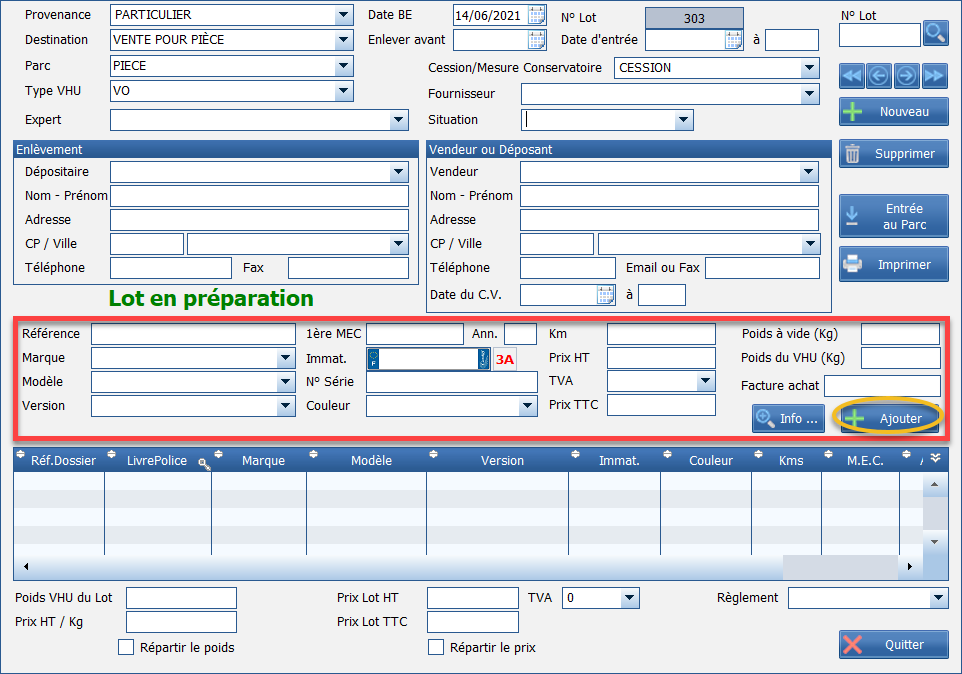 Provenance PARTICULIER Date BE 14/06/2021 N° Lot 303 N° Lot
Destination VENTE POUR PIÈCE Enlever avant Date d'entrée à
Parc PIECE Cession/Mesure Conservatoire CESSION
Type VHU VO Fournisseur
Nouveau
Expert Situation
Enlèvement Vendeur ou Déposant
Supprimer
Dépositaire Vendeur
Nom - Prénom Nom - Prénom
Adresse Adresse
Entrée
au Parc
CP / Ville CP / Ville
Téléphone Fax Téléphone Email ou Fax
Imprimer
Date du C.V. à
Lot en préparation
Référence 1ère MEC Ann. Km Poids à vide (Kg)
Marque Immat. F 3A Prix HT Poids du VHU (Kg)
Modèle N° Série TVA Facture achat
Version Couleur Prix TTC
Info ... Ajouter
Réf.Dossier LivrePolice Marque Modèle Version Immat. Couleur Kms M.E.C.
Poids VHU du Lot Prix Lot HT TVA 0 Règlement
Prix HT / Kg Prix Lot TTC
Répartir le poids Répartir le prix
Quitter